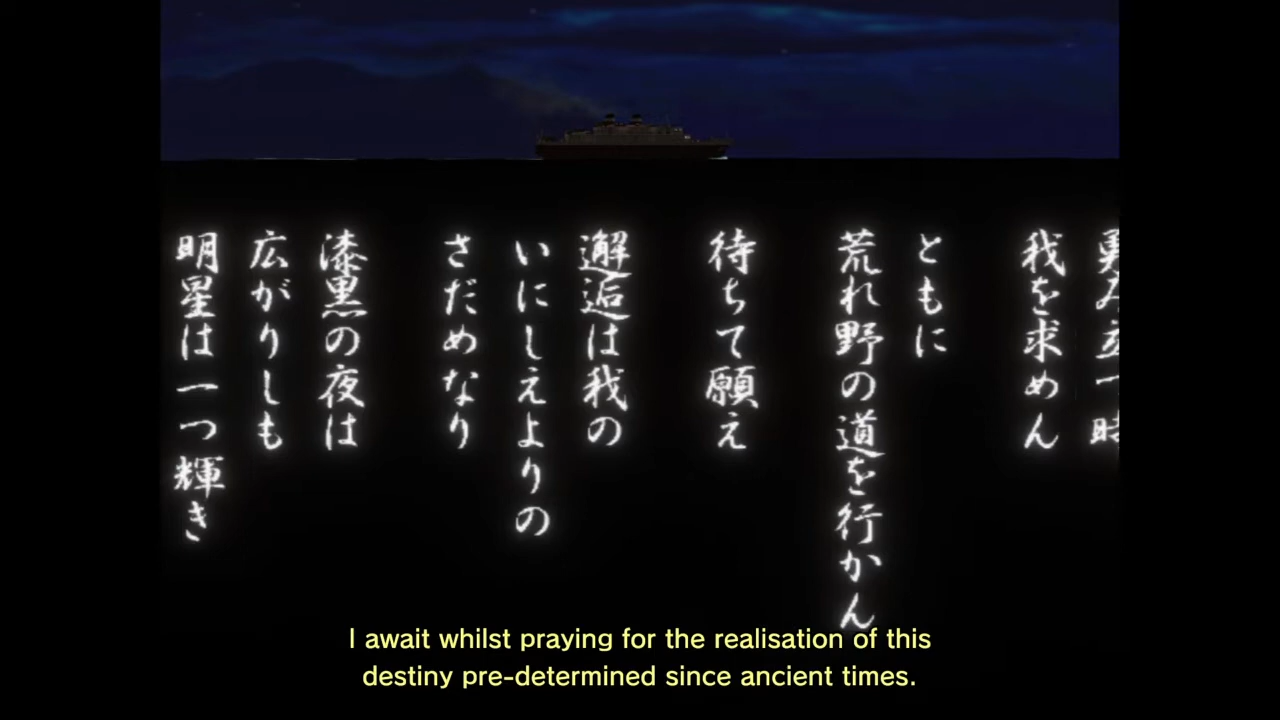 我を求めん
ともに
荒れ野の道を行かん
待ちて願え
邂逅は我の
いにしえよりの
さだめなり
漆黒の夜は
広がりしも
明星は一つ輝き
I await whilst praying for the realisation of this
destiny pre-determined since ancient times.